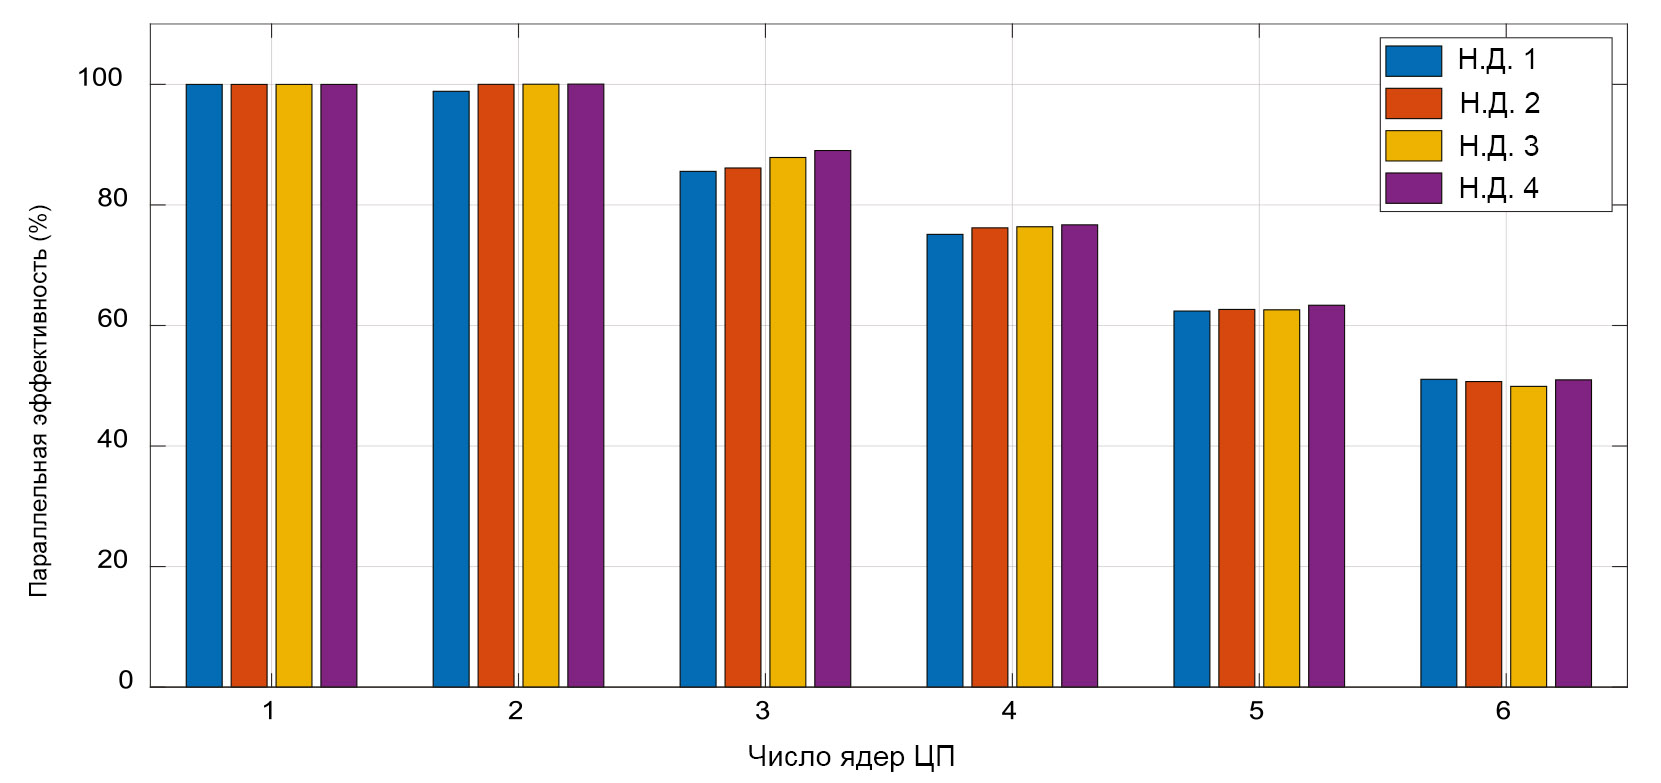 Н.Д. 1
Н.Д. 2
Н.Д. 3
Н.Д. 4
Параллельная эффективность (%)
100
80
60
40
20
0
1 2 3 4 5 6
Число ядер ЦП